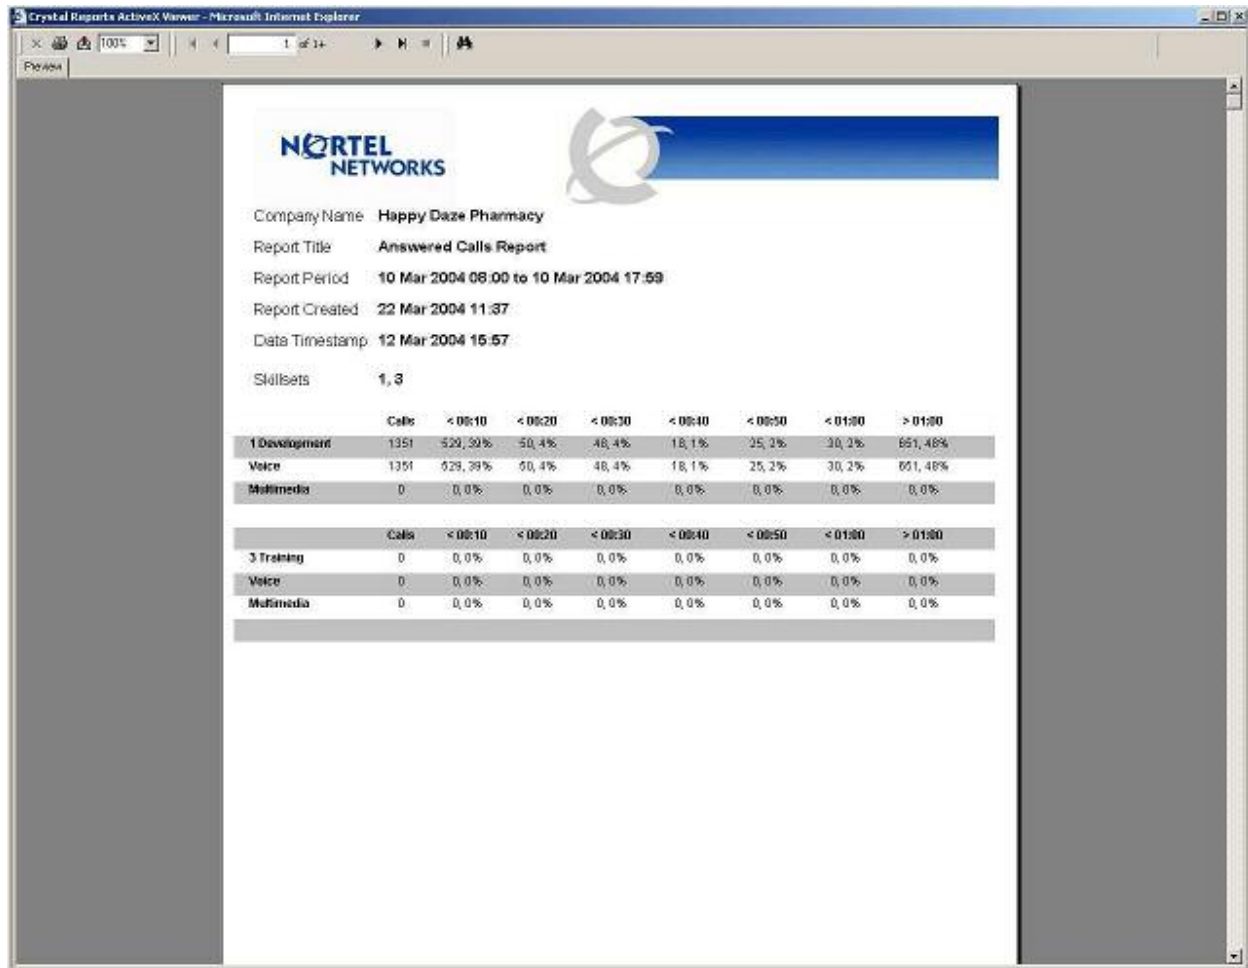 Crystal Reports ActiveX Viewer - Microsoft Internet Explorer
100% 1 of 1+
Preview
NORTEL
NETWORKS
Company Name Happy Daze Pharmacy
Report Title Answered Calls Report
Report Period 10 Mar 2004 08:00 to 10 Mar 2004 17:59
Report Created 22 Mar 2004 11:37
Data Timestamp 12 Mar 2004 15:57
Skillsets 1, 3
Calls < 00:10 < 00:20 < 00:30 < 00:40 < 00:50 < 01:00 > 01:00
1 Development 1351 529, 39% 50, 4% 48, 4% 18, 1% 25, 2% 30, 2% 651, 48%
Voice 1351 529, 39% 50, 4% 48, 4% 18, 1% 25, 2% 30, 2% 651, 48%
Multimedia 0 0, 0% 0, 0% 0, 0% 0, 0% 0, 0% 0, 0% 0, 0%
Calls < 00:10 < 00:20 < 00:30 < 00:40 < 00:50 < 01:00 > 01:00
3 Training 0 0, 0% 0, 0% 0, 0% 0, 0% 0, 0% 0, 0% 0, 0%
Voice 0 0, 0% 0, 0% 0, 0% 0, 0% 0, 0% 0, 0% 0, 0%
Multimedia 0 0, 0% 0, 0% 0, 0% 0, 0% 0, 0% 0, 0% 0, 0%